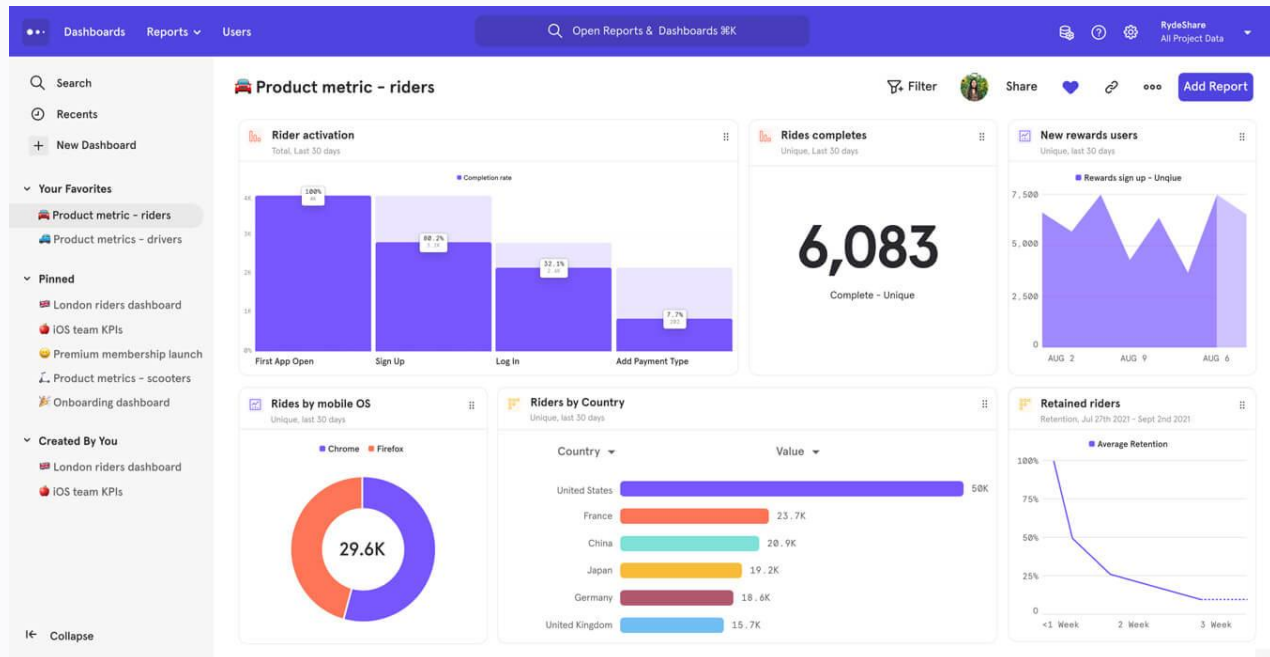 Dashboards
Reports
Users
Open Reports & Dashboards ⌘K
RydeShare
All Project Data
Search
Recents
New Dashboard
Your Favorites
Product metric - riders
Product metrics - drivers
Pinned
London riders dashboard
iOS team KPIs
Premium membership launch
Product metrics - scooters
Onboarding dashboard
Created By You
London riders dashboard
iOS team KPIs
Collapse
Product metric - riders
Filter
Share
Add Report
Rider activation
Total, Last 30 days
Completion rate
4K
3K
2K
1K
0%
100%
4K
80.2%
32.1%
7.7%
First App Open
Sign Up
Log In
Add Payment Type
Rides completes
Unique, Last 30 days
6,083
Complete - Unique
New rewards users
Unique, last 30 days
Rewards sign up - Unqiue
7,500
5,000
2,500
0
AUG 2
AUG 9
AUG 6
Rides by mobile OS
Unique, last 30 days
Chrome
Firefox
29.6K
Riders by Country
Unique, last 30 days
Country
Value
United States 50K
France 23.7K
China 20.9K
Japan 19.2K
Germany 18.6K
United Kingdom 15.7K
Retained riders
Retention, Jul 27th 2021 - Sept 2nd 2021
Average Retention
100%
75%
50%
25%
0
<1 Week
2 Week
3 Week